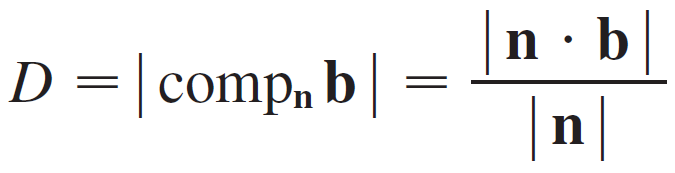 D = |comp_n b| = |n · b| / |n|